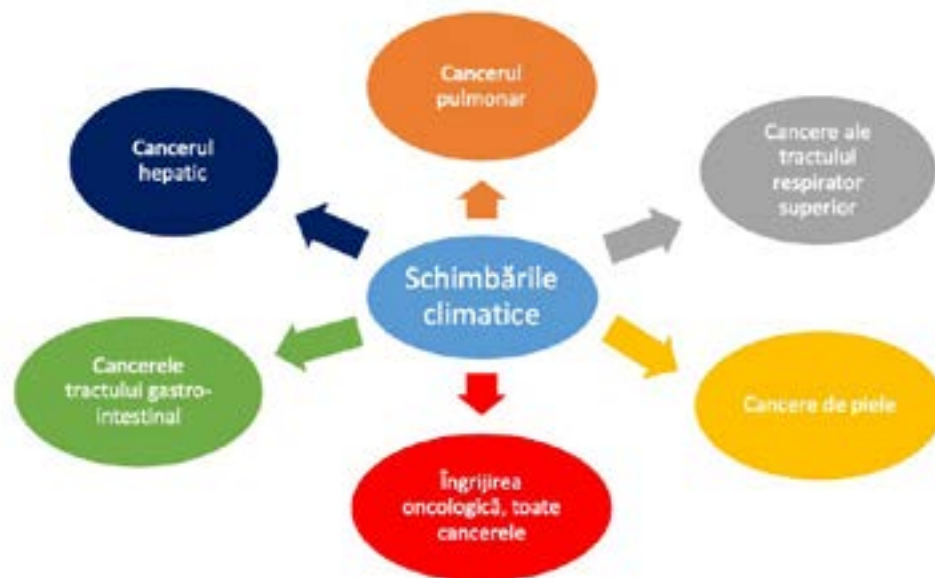 Cancerul
pulmonar
Cancerul
hepatic
Cancere ale
tractului
respirator
superior
Schimbările
climatice
Cancerele
tractului gastro-
intestinal
Cancere de piele
Îngrijirea
oncologică, toate
cancerele